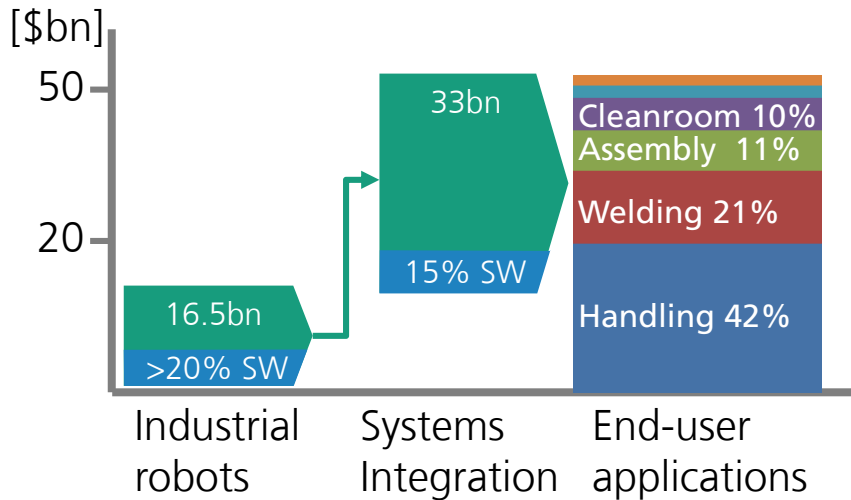 [$bn]
50
20
16.5bn
>20% SW
33bn
15% SW
Cleanroom 10%
Assembly 11%
Welding 21%
Handling 42%
Industrial
robots
Systems
Integration
End-user
applications